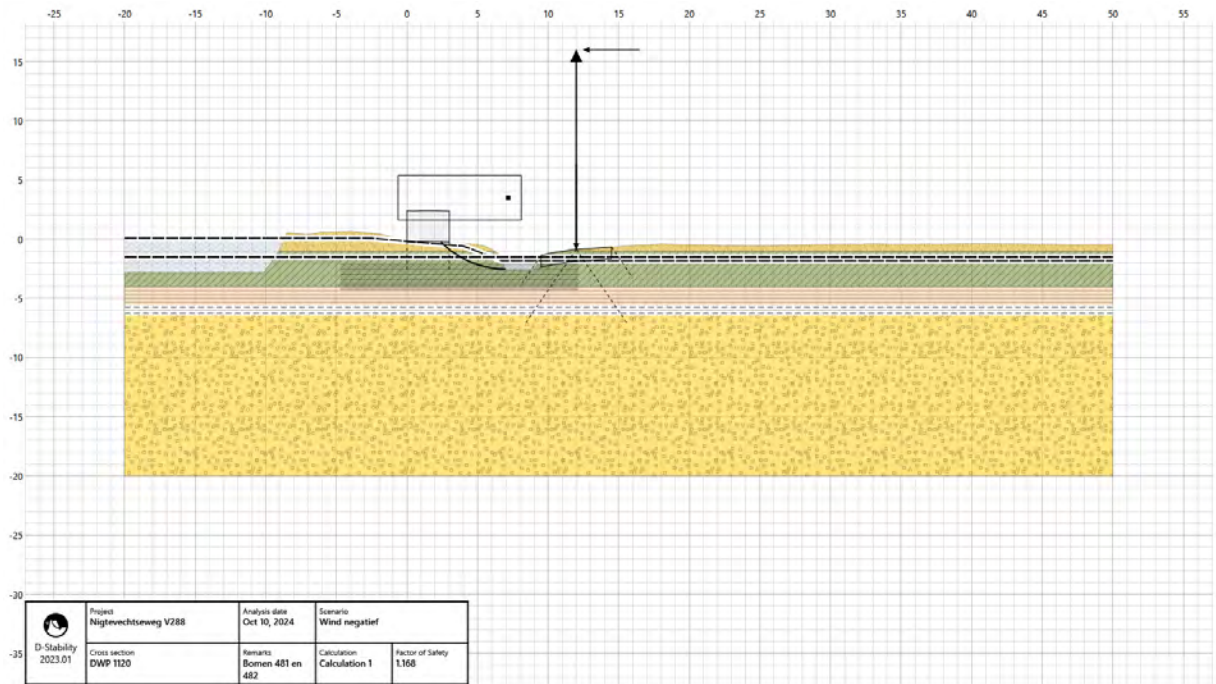 -25 -20 -15 -10 -5 0 5 10 15 20 25 30 35 40 45 50 55
15
10
5
0
-5
-10
-15
-20
-25
-30
-35
D-Stability
2023.01
Project
Nigtevechtseweg V288
Analysis date
Oct 10, 2024
Scenario
Wind negatief
Cross section
DWP 1120
Remarks
Bomen 481 en
482
Calculation
Calculation 1
Factor of Safety
1.168